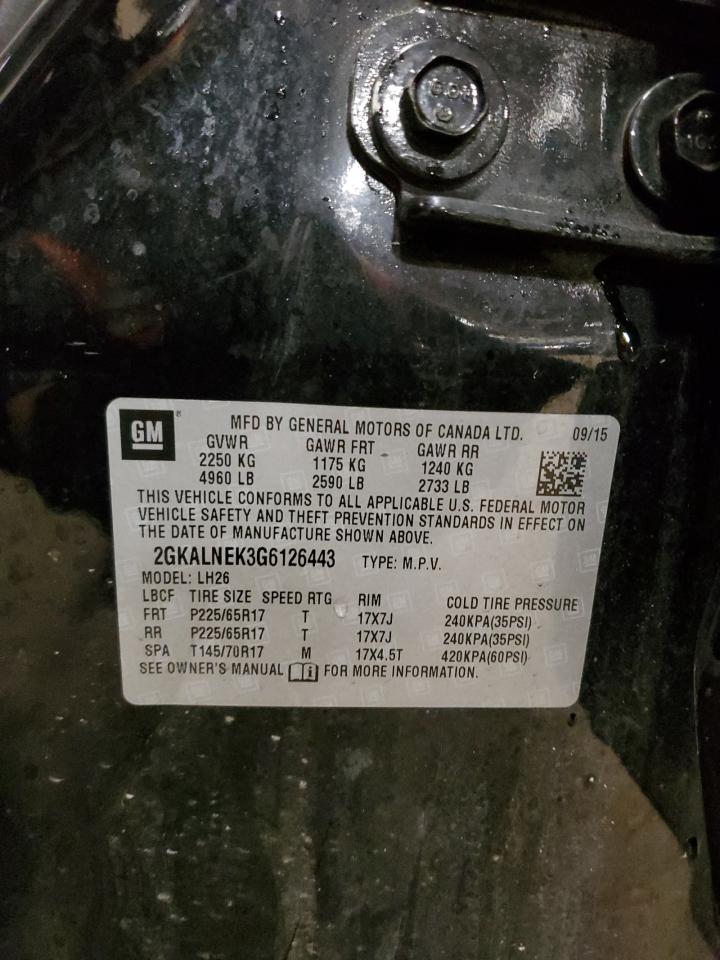 GM
MFD BY GENERAL MOTORS OF CANADA LTD. 09/15
GVWR GAWR FRT GAWR RR
2250 KG 1175 KG 1240 KG
4960 LB 2590 LB 2733 LB
THIS VEHICLE CONFORMS TO ALL APPLICABLE U.S. FEDERAL MOTOR
VEHICLE SAFETY AND THEFT PREVENTION STANDARDS IN EFFECT ON
THE DATE OF MANUFACTURE SHOWN ABOVE.
2GKALNEK3G6126443 TYPE: M.P.V.
MODEL: LH26
LBCF TIRE SIZE SPEED RTG RIM COLD TIRE PRESSURE
FRT P225/65R17 T 17X7J 240KPA(35PSI)
RR P225/65R17 T 17X7J 240KPA(35PSI)
SPA T145/70R17 M 17X4.5T 420KPA(60PSI)
SEE OWNER'S MANUAL FOR MORE INFORMATION.